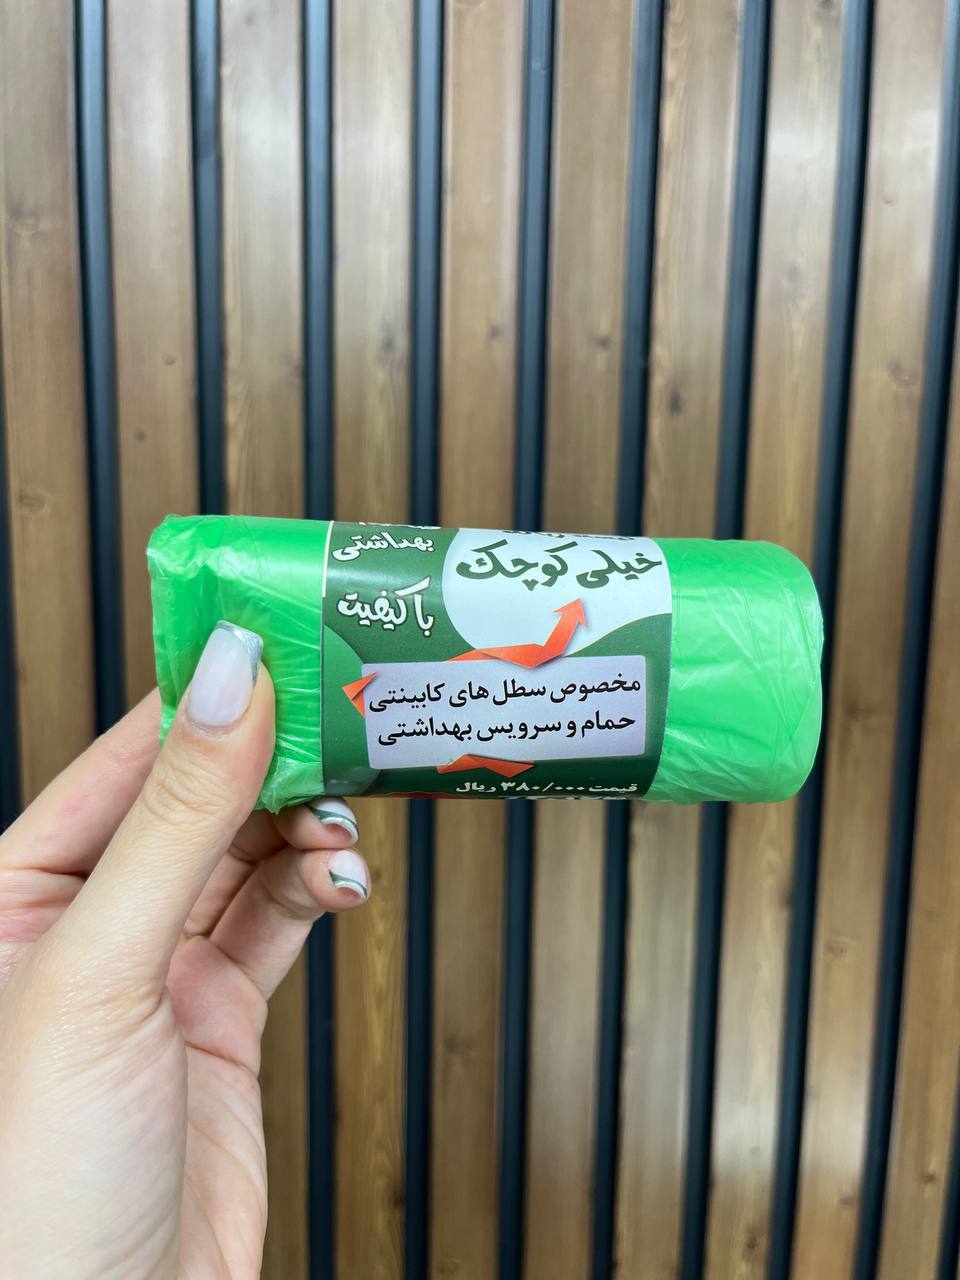 خیلی کوچک
بهداشتی
با کیفیت
مخصوص سطل های کابینتی
حمام و سرویس بهداشتی
قیمت ۳۸۰/۰۰۰ ریال